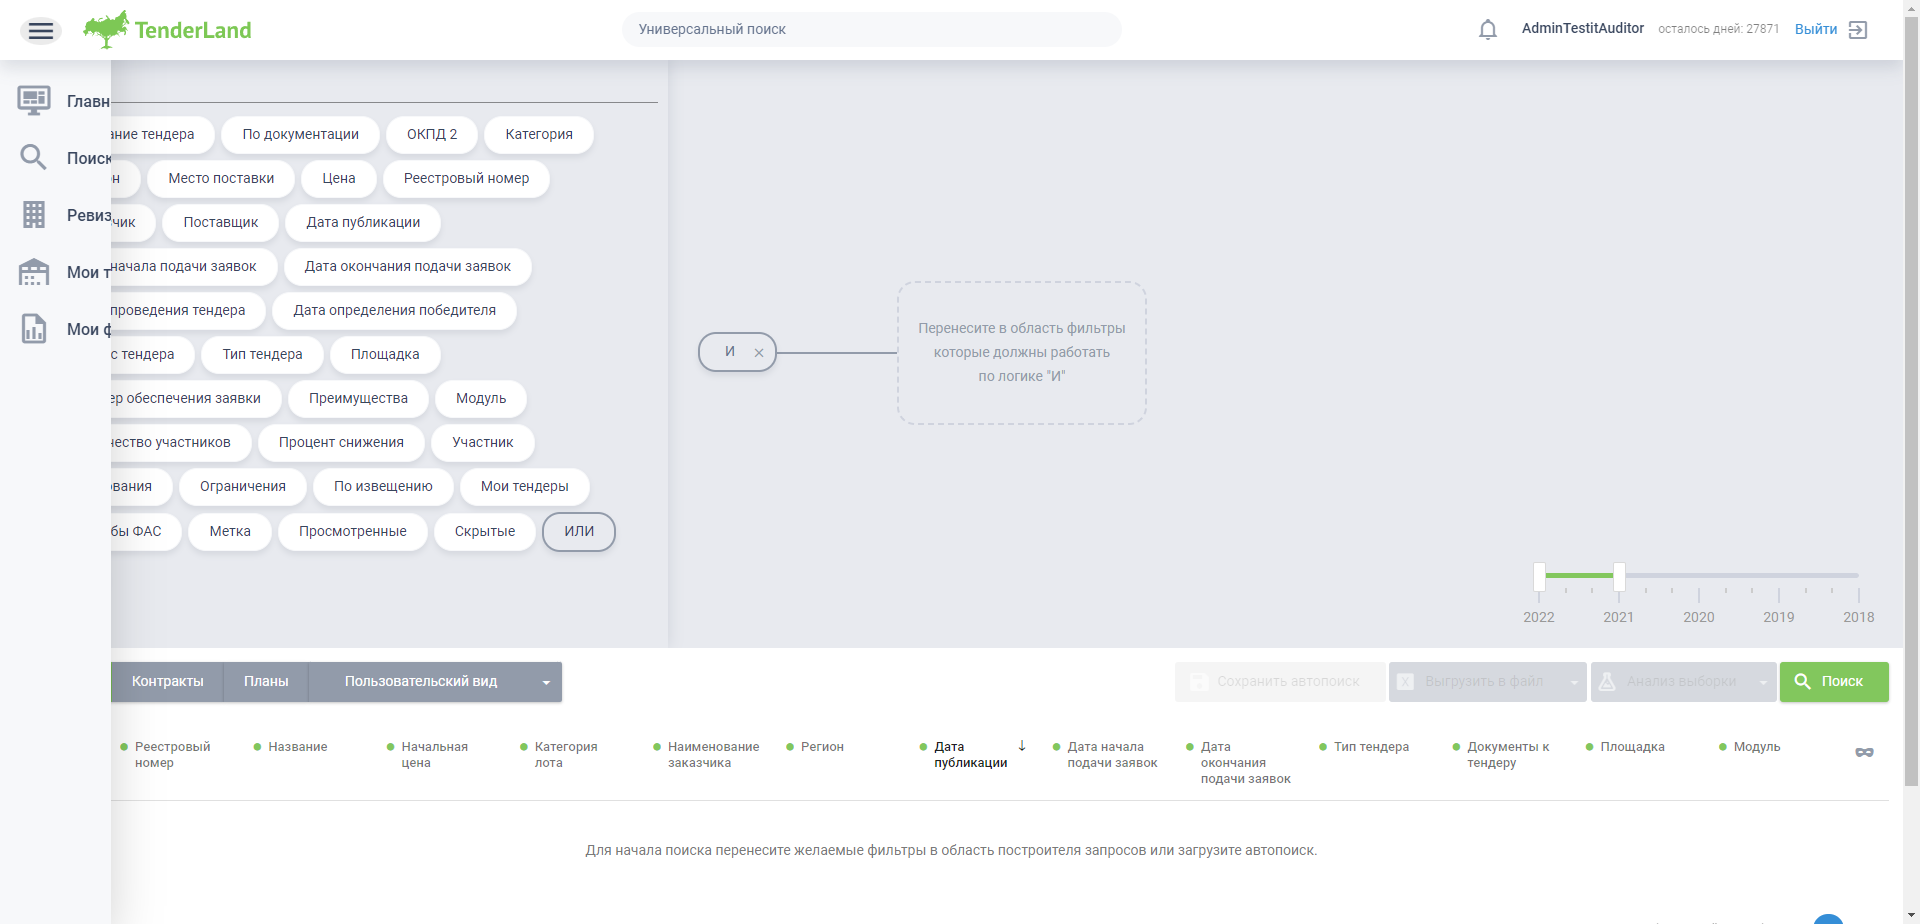 TenderLand
Универсальный поиск
AdminTestitAuditor
осталось дней: 27871
Выйти
Главн
Поиск
Ревиз
Мои т
Мои ф
ание тендера
По документации
ОКПД 2
Категория
он
Место поставки
Цена
Реестровый номер
чик
Поставщик
Дата публикации
начала подачи заявок
Дата окончания подачи заявок
проведения тендера
Дата определения победителя
с тендера
Тип тендера
Площадка
ер обеспечения заявки
Преимущества
Модуль
чество участников
Процент снижения
Участник
ования
Ограничения
По извещению
Мои тендеры
бы ФАС
Метка
Просмотренные
Скрытые
ИЛИ
И
Перенесите в область фильтры
которые должны работать
по логике "И"
2022
2021
2020
2019
2018
Контракты
Планы
Пользовательский вид
Сохранить автопоиск
Выгрузить в файл
Анализ выборки
Поиск
Реестровый
номер
Название
Начальная
цена
Категория
лота
Наименование
заказчика
Регион
Дата
публикации
Дата начала
подачи заявок
Дата
окончания
подачи заявок
Тип тендера
Документы к
тендеру
Площадка
Модуль
Для начала поиска перенесите желаемые фильтры в область построителя запросов или загрузите автопоиск.